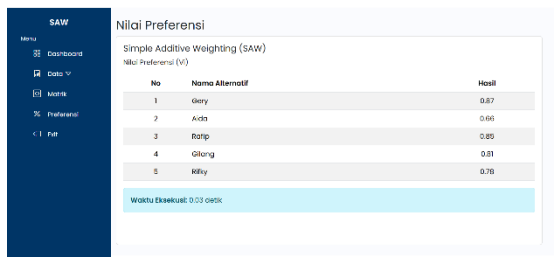 SAW
Menu
Dashboard
Data
Matrik
Preferensi
Exit
Nilai Preferensi
Simple Additive Weighting (SAW)
Nilai Preferensi (Vi)
No Nama Alternatif Hasil
1 Gery 0.87
2 Aida 0.66
3 Rafip 0.85
4 Gilang 0.81
5 Rifky 0.78
Waktu Eksekusi: 0.03 detik